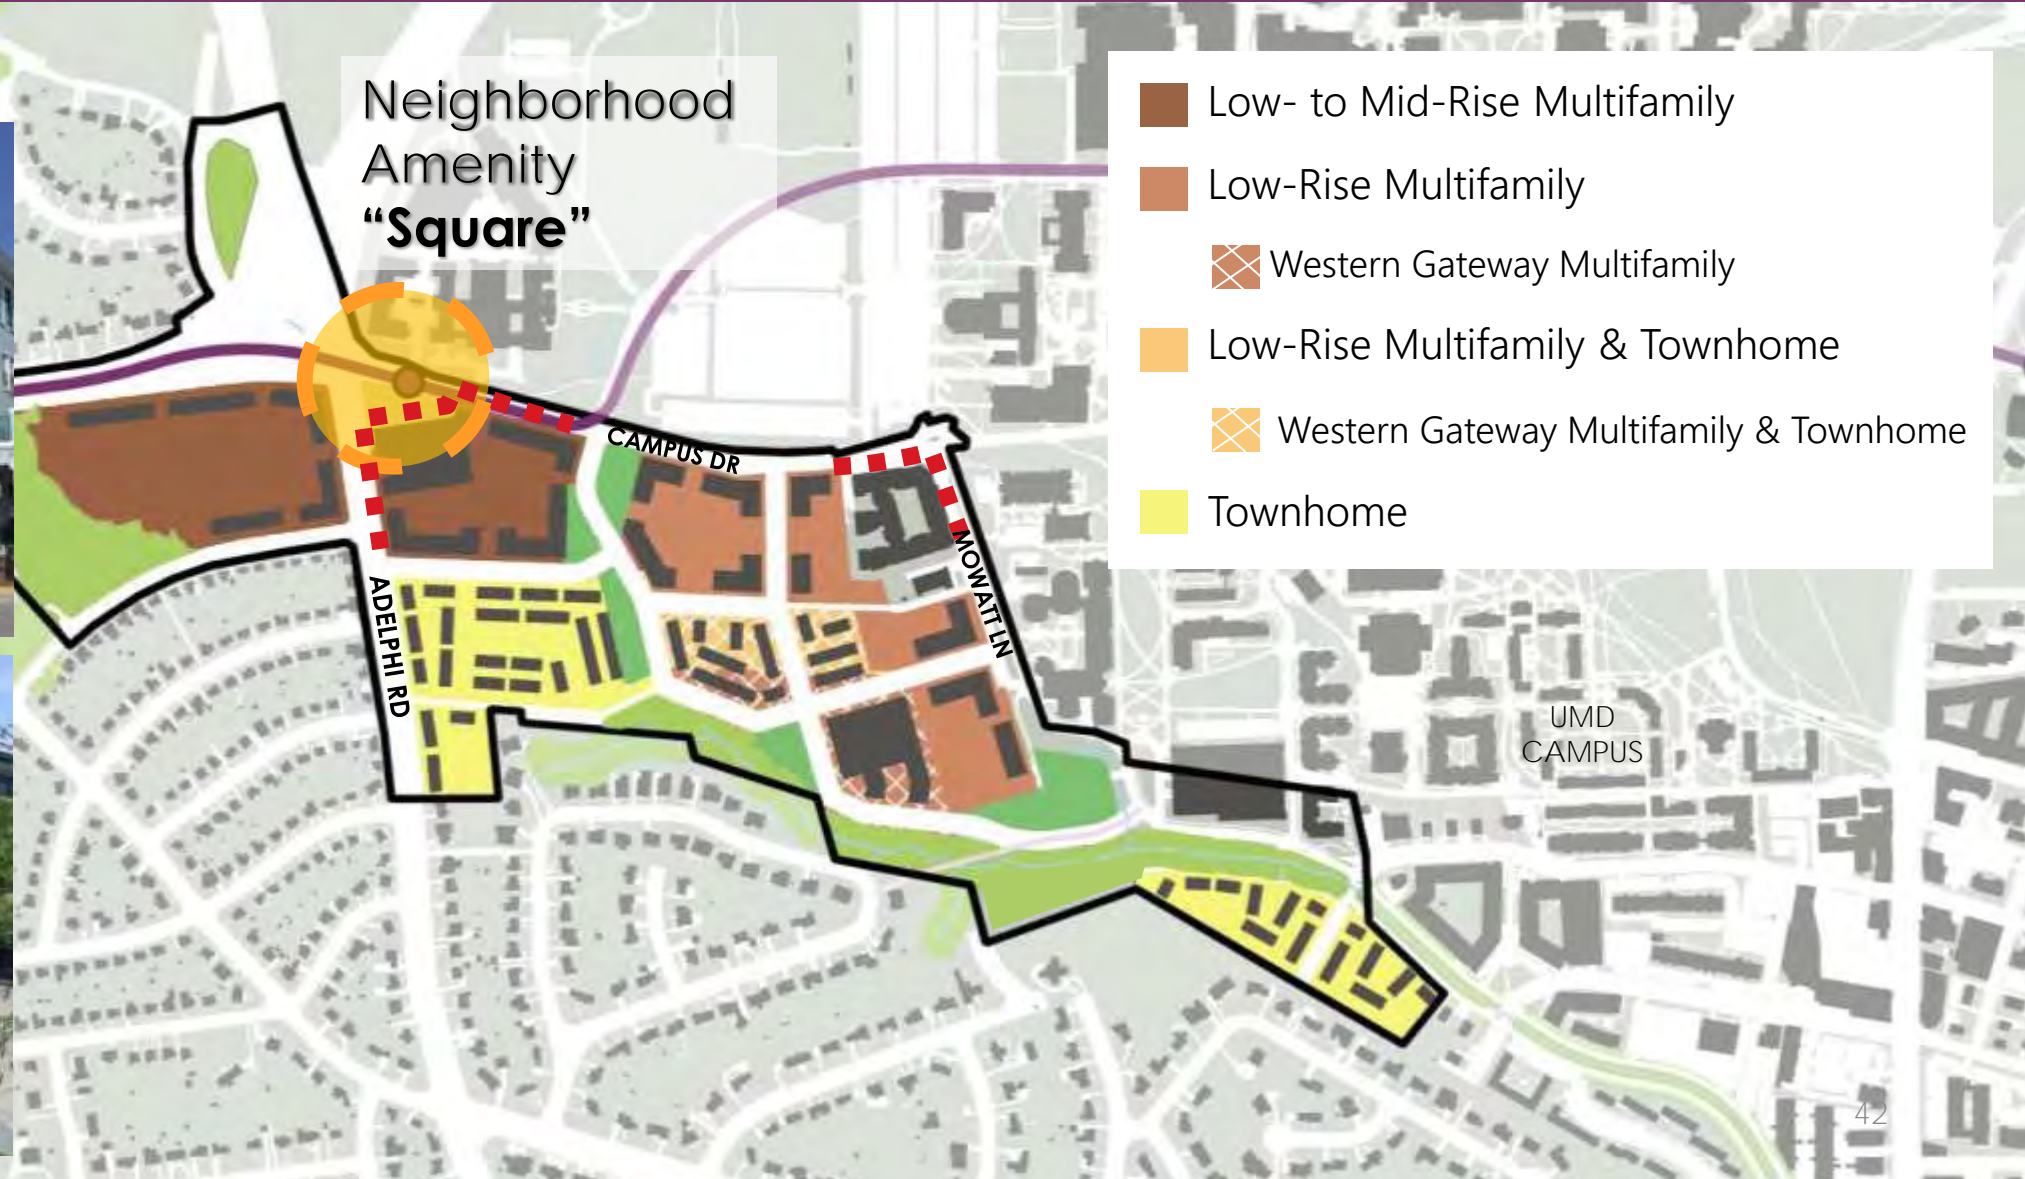 Neighborhood
Amenity
“Square”
Low- to Mid-Rise Multifamily
Low-Rise Multifamily
Western Gateway Multifamily
Low-Rise Multifamily & Townhome
Western Gateway Multifamily & Townhome
Townhome
CAMPUS DR
MOWATT LN
ADELPHI RD
UMD
CAMPUS
42